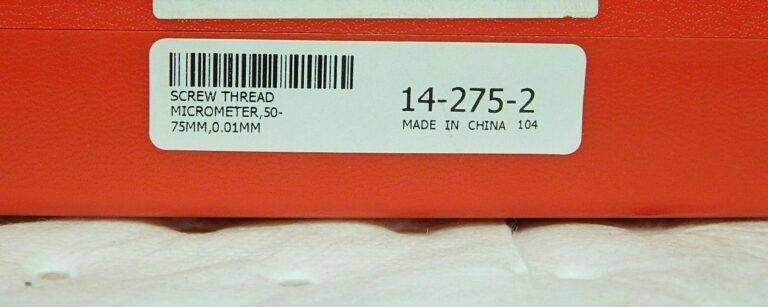 SCREW THREAD
MICROMETER,50-
75MM,0.01MM
14-275-2
MADE IN CHINA 104